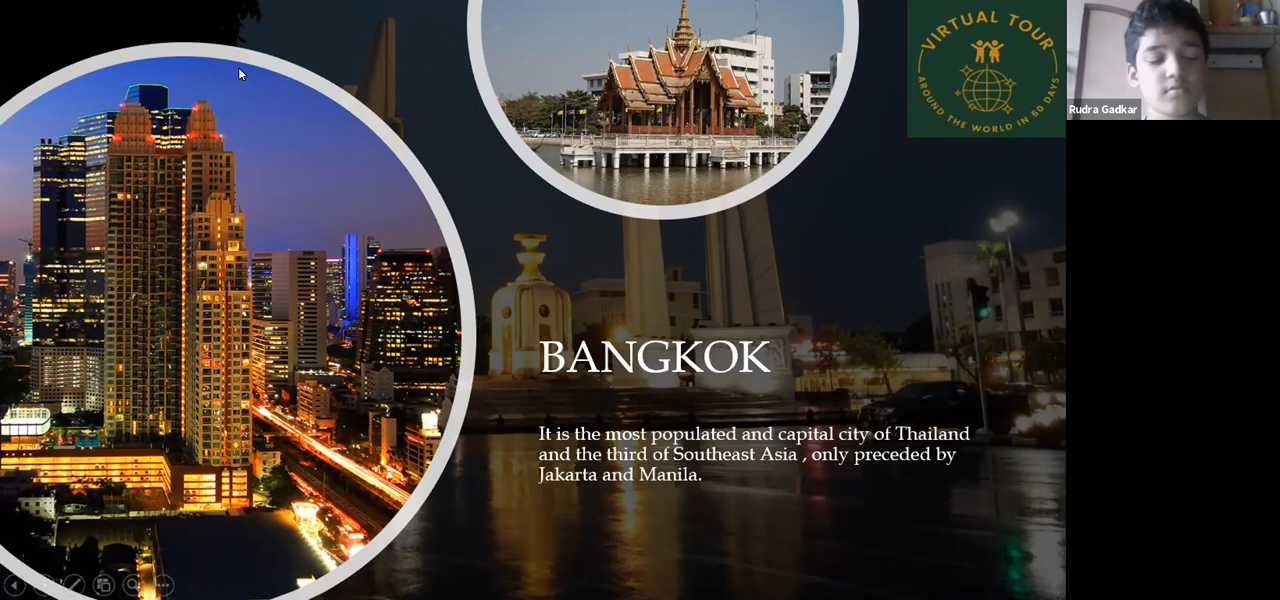 VIRTUAL TOUR
AROUND THE WORLD IN 80 DAYS
Rudra Gadkar
BANGKOK
It is the most populated and capital city of Thailand
and the third of Southeast Asia , only preceded by
Jakarta and Manila.